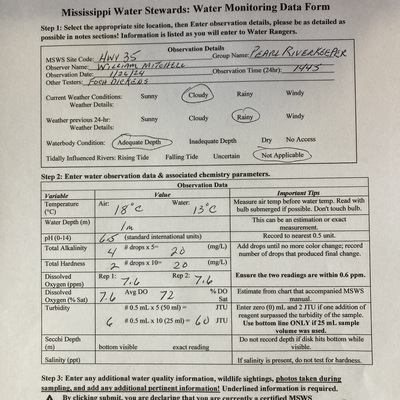 Mississippi Water Stewards: Water Monitoring Data Form
Step 1: Select the appropriate site location, then Enter observation details, please be as detailed as
possible in notes sections! Information is listed as you will enter to Water Rangers.
Observation Details
MSWS Site Code: HWY 35 Group Name: PEARL RIVERKEEPER
Observer Name: WILLIAM MITCHELL
Observation Date: 1/26/24 Observation Time (24hr): 1445
Other Testers: FOCH DICKENS
Current Weather Conditions: Sunny Cloudy Rainy Windy
Weather Details:
Weather previous 24-hr: Sunny Cloudy Rainy Windy
Weather Details:
Waterbody Condition: Adequate Depth Inadequate Depth Dry No Access
Tidally Influenced Rivers: Rising Tide Falling Tide Uncertain Not Applicable
Step 2: Enter water observation data & associated chemistry parameters.
Observation Data
Variable Value Important Tips
Temperature (°C) Air: 18°C Water: 13°C Measure air temp before water temp. Read with bulb submerged if possible. Don't touch bulb.
Water Depth (m) 1m This can be an estimation or exact measurement.
pH (0-14) 6.5 (standard international units) Record to nearest 0.5 unit.
Total Alkalinity 4 # drops x 5= 20 (mg/L) Add drops until no more color change; record number of drops that produced final change.
Total Hardness 2 # drops x 10= 20 (mg/L)
Dissolved Oxygen (ppm) Rep 1: 7.6 Rep 2: 7.6 Ensure the two readings are within 0.6 ppm.
Dissolved Oxygen (% Sat) 7.6 Avg DO 72 % DO Sat Estimate from chart that accompanied MSWS manual.
Turbidity # 0.5 mL x 5 (50 ml) = JTU Enter zero (0) mL and 2 JTU if one addition of reagent surpassed the turbidity of the sample.
6 # 0.5 mL x 10 (25 ml) = 60 JTU Use bottom line ONLY if 25 mL sample volume was used.
Secchi Depth (m) bottom visible exact reading Do not record depth if disk hits bottom while visible.
Salinity (ppt) If salinity is present, do not test for hardness.
Step 3: Enter any additional water quality information, wildlife sightings, photos taken during
sampling, and add any additional pertinent information! Underlined information is required.
By clicking submit, you are declaring that you are currently a certified MSWS